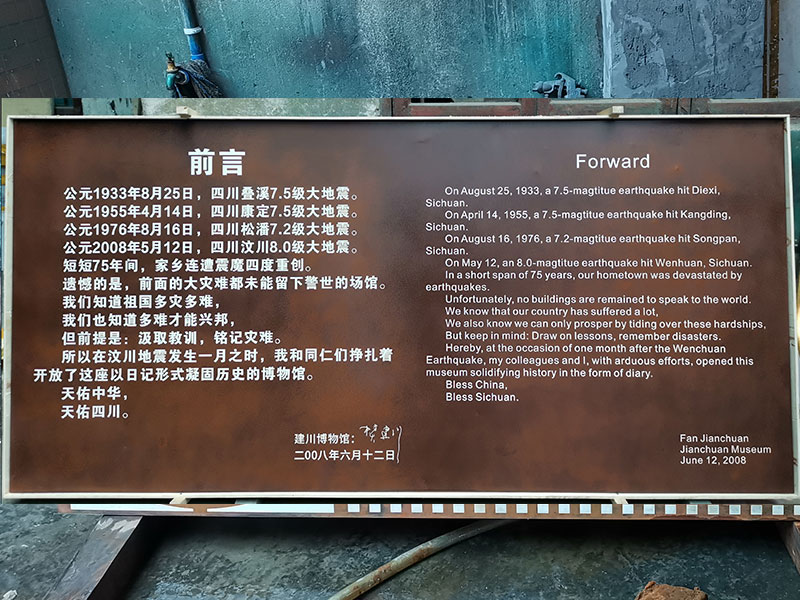 前言
公元1933年8月25日，四川叠溪7.5级大地震。
公元1955年4月14日，四川康定7.5级大地震。
公元1976年8月16日，四川松潘7.2级大地震。
公元2008年5月12日，四川汶川8.0级大地震。
短短75年间，家乡连遭震魔四度重创。
遗憾的是，前面的大灾难都未能留下警世的场馆。
我们知道祖国多灾多难，
我们也知道多难才能兴邦，
但前提是：汲取教训，铭记灾难。
所以在汶川地震发生一月之时，我和同仁们挣扎着
开放了这座以日记形式凝固历史的博物馆。
天佑中华，
天佑四川。
建川博物馆：樊建川
二00八年六月十二日
Forward
On August 25, 1933, a 7.5-magtitue earthquake hit Diexi,
Sichuan.
On April 14, 1955, a 7.5-magtitue earthquake hit Kangding,
Sichuan.
On August 16, 1976, a 7.2-magtitue earthquake hit Songpan,
Sichuan.
On May 12, an 8.0-magtitue earthquake hit Wenhuan, Sichuan.
In a short span of 75 years, our hometown was devastated by
earthquakes.
Unfortunately, no buildings are remained to speak to the world.
We know that our country has suffered a lot,
We also know we can only prosper by tiding over these hardships,
But keep in mind: Draw on lessons, remember disasters.
Hereby, at the occasion of one month after the Wenchuan
Earthquake, my colleagues and I, with arduous efforts, opened this
museum solidifying history in the form of diary.
Bless China,
Bless Sichuan.
Fan Jianchuan
Jianchuan Museum
June 12, 2008